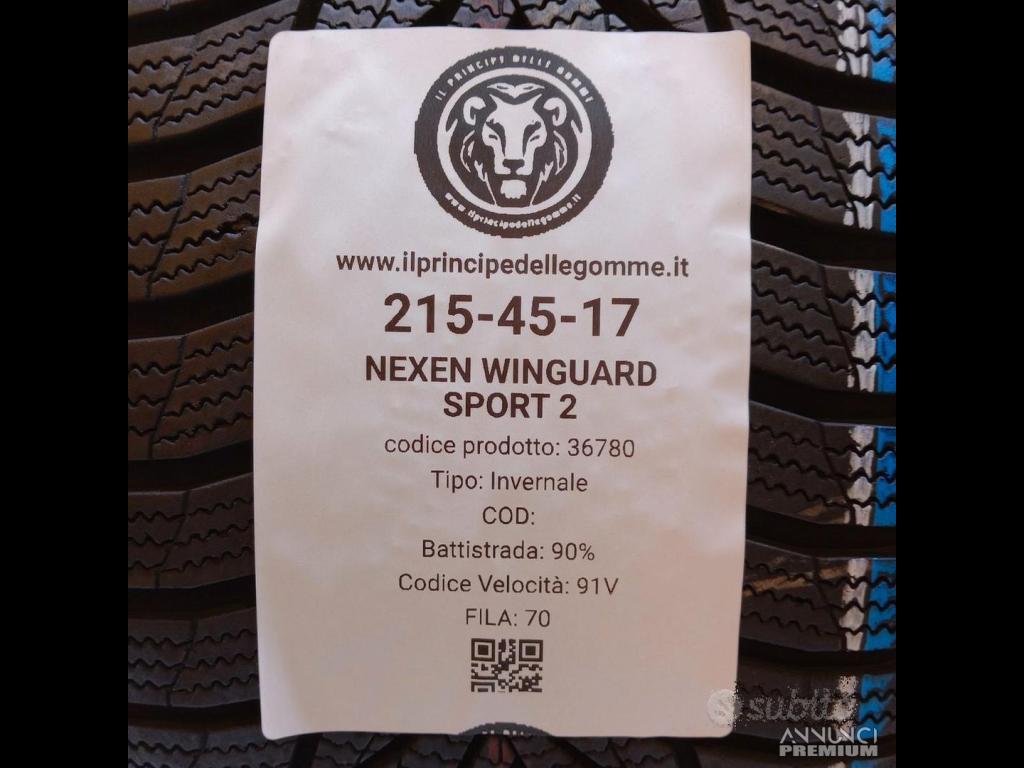 IL PRINCIPE DELLE GOMME
www.ilprincipedellegomme.it
www.ilprincipedellegomme.it
215-45-17
NEXEN WINGUARD
SPORT 2
codice prodotto: 36780
Tipo: Invernale
COD:
Battistrada: 90%
Codice Velocità: 91V
FILA: 70
subito
ANNUNCI
PREMIUM